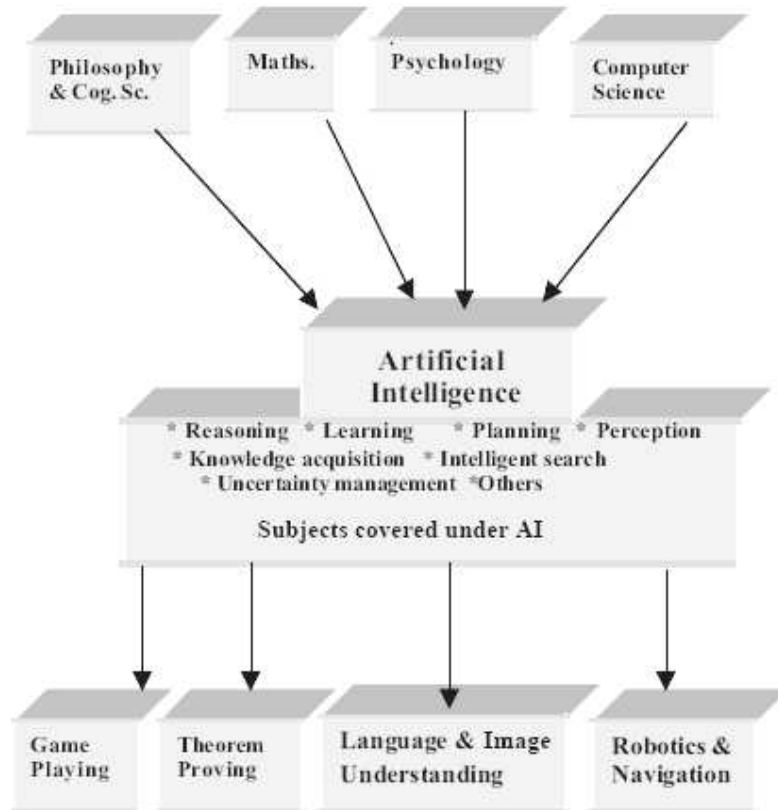 Philosophy
& Cog. Sc.
Maths.
Psychology
Computer
Science
Artificial
Intelligence
* Reasoning * Learning * Planning * Perception
* Knowledge acquisition * Intelligent search
* Uncertainty management *Others
Subjects covered under AI
Game
Playing
Theorem
Proving
Language & Image
Understanding
Robotics &
Navigation